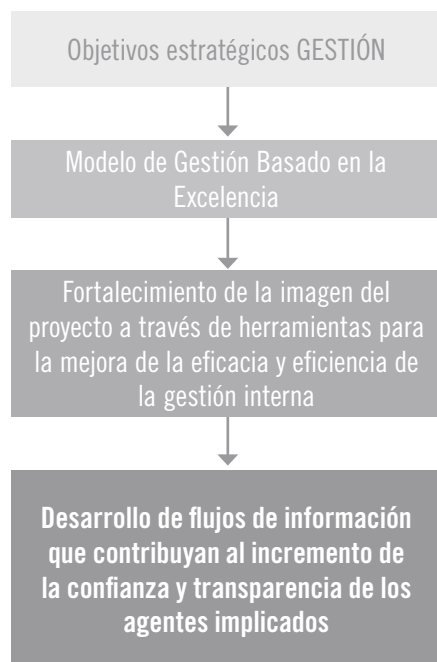 Objetivos estratégicos GESTIÓN
Modelo de Gestión Basado en la
Excelencia
Fortalecimiento de la imagen del
proyecto a través de herramientas para
la mejora de la eficacia y eficiencia de
la gestión interna
Desarrollo de flujos de información
que contribuyan al incremento de
la confianza y transparencia de los
agentes implicados